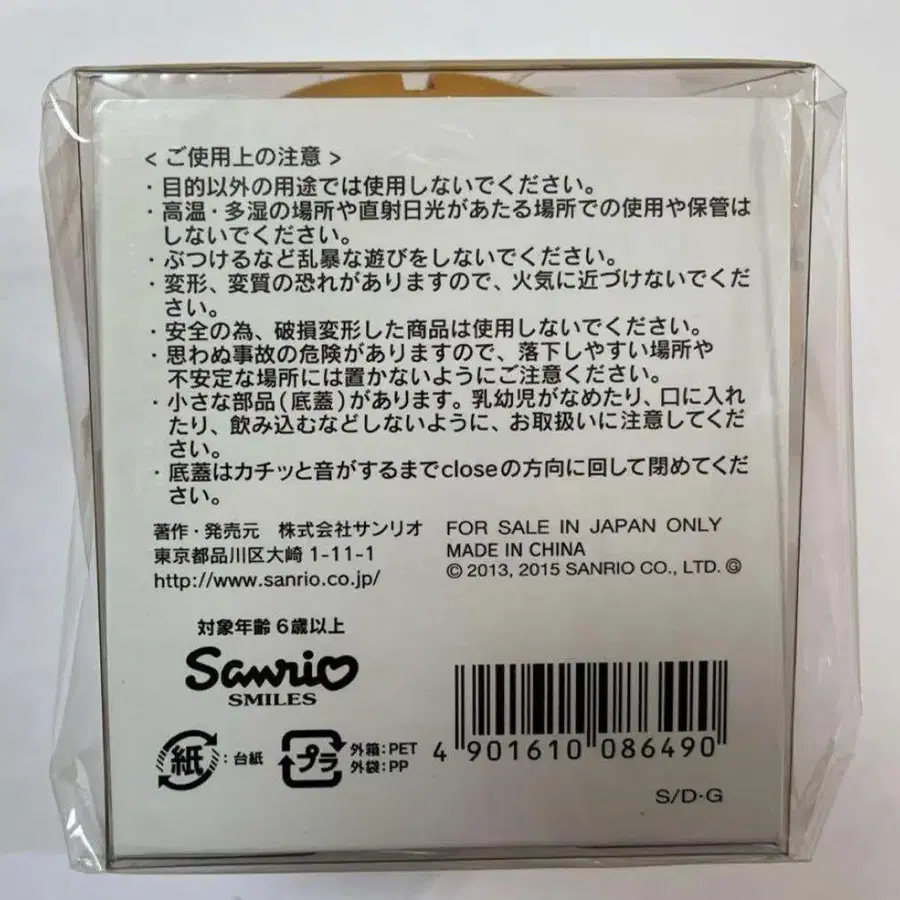 < ご使用上の注意 >
・目的以外の用途では使用しないでください。
・高温・多湿の場所や直射日光があたる場所での使用や保管は
しないでください。
・ぶつけるなど乱暴な遊びをしないでください。
・変形、変質の恐れがありますので、火気に近づけないでくだ
さい。
・安全の為、破損変形した商品は使用しないでください。
・思わぬ事故の危険がありますので、落下しやすい場所や
不安定な場所には置かないようにご注意ください。
・小さな部品(底蓋)があります。乳幼児がなめたり、口に入れ
たり、飲み込むなどしないように、お取扱いに注意してくだ
さい。
・底蓋はカチッと音がするまでcloseの方向に回して閉めてくだ
さい。
著作・発売元 株式会社サンリオ
東京都品川区大崎 1-11-1
http://www.sanrio.co.jp/
FOR SALE IN JAPAN ONLY
MADE IN CHINA
© 2013, 2015 SANRIO CO., LTD. Ⓖ
対象年齢 6歳以上
Sanrio
SMILES
紙 : 台紙
プラ 外箱:PET
外袋:PP
4 901610 086490
S/D·G